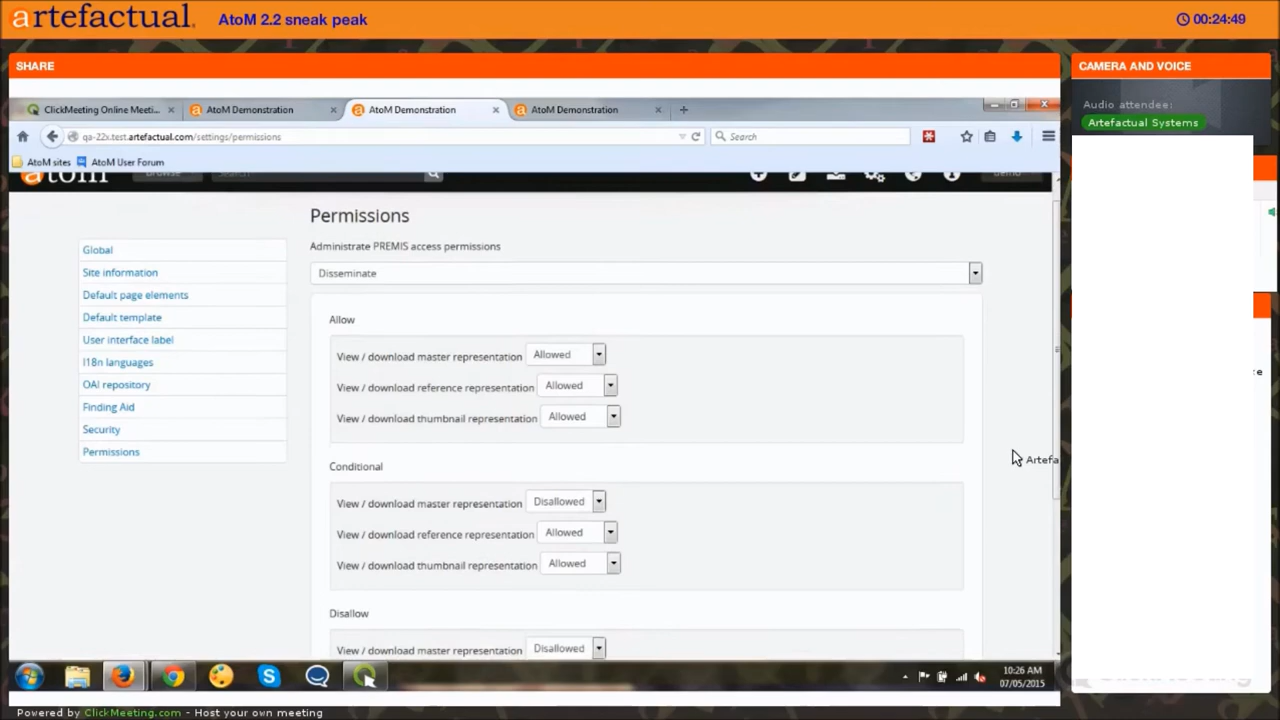 artefactual.
AtoM 2.2 sneak peak
00:24:49
SHARE
CAMERA AND VOICE
Audio attendee:
Artefactual Systems
ClickMeeting Online Meeti...
AtoM Demonstration
AtoM Demonstration
AtoM Demonstration
qa-22x.test.artefactual.com/settings/permissions
Search
AtoM sites
AtoM User Forum
Permissions
Administrate PREMIS access permissions
Disseminate
Global
Site information
Default page elements
Default template
User interface label
I18n languages
OAI repository
Finding Aid
Security
Permissions
Allow
View / download master representation Allowed
View / download reference representation Allowed
View / download thumbnail representation Allowed
Conditional
View / download master representation Disallowed
View / download reference representation Allowed
View / download thumbnail representation Allowed
Disallow
View / download master representation Disallowed
Artefa
10:26 AM
07/05/2015
Powered by ClickMeeting.com - Host your own meeting